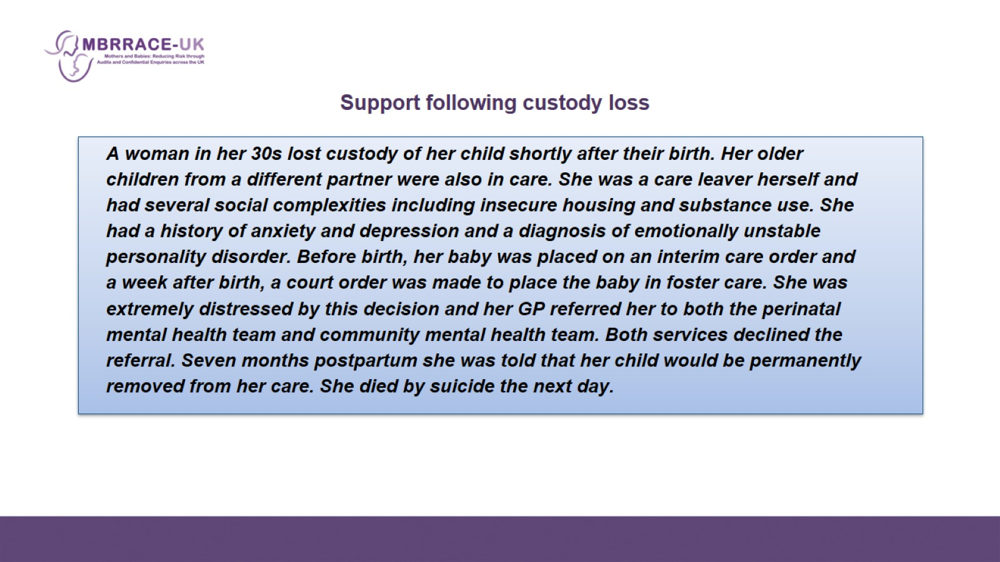 MBRRACE-UK
Mothers and Babies: Reducing Risk through
Audits and Confidential Enquiries across the UK
Support following custody loss
A woman in her 30s lost custody of her child shortly after their birth. Her older
children from a different partner were also in care. She was a care leaver herself and
had several social complexities including insecure housing and substance use. She
had a history of anxiety and depression and a diagnosis of emotionally unstable
personality disorder. Before birth, her baby was placed on an interim care order and
a week after birth, a court order was made to place the baby in foster care. She was
extremely distressed by this decision and her GP referred her to both the perinatal
mental health team and community mental health team. Both services declined the
referral. Seven months postpartum she was told that her child would be permanently
removed from her care. She died by suicide the next day.